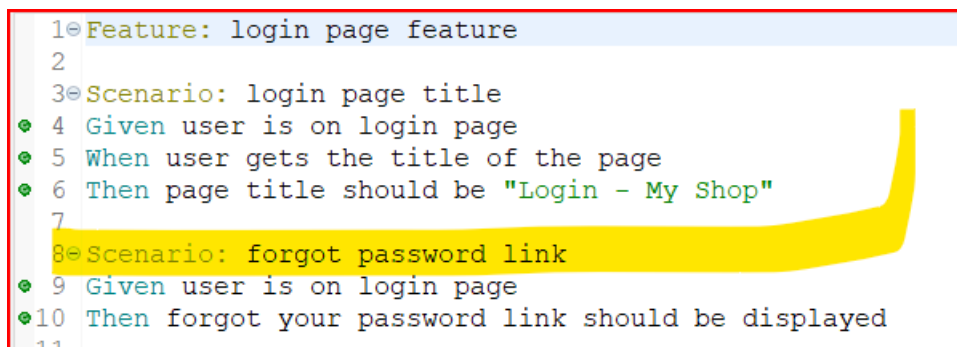 1 Feature: login page feature
2
3 Scenario: login page title
4 Given user is on login page
5 When user gets the title of the page
6 Then page title should be "Login - My Shop"
7
8 Scenario: forgot password link
9 Given user is on login page
10 Then forgot your password link should be displayed
11